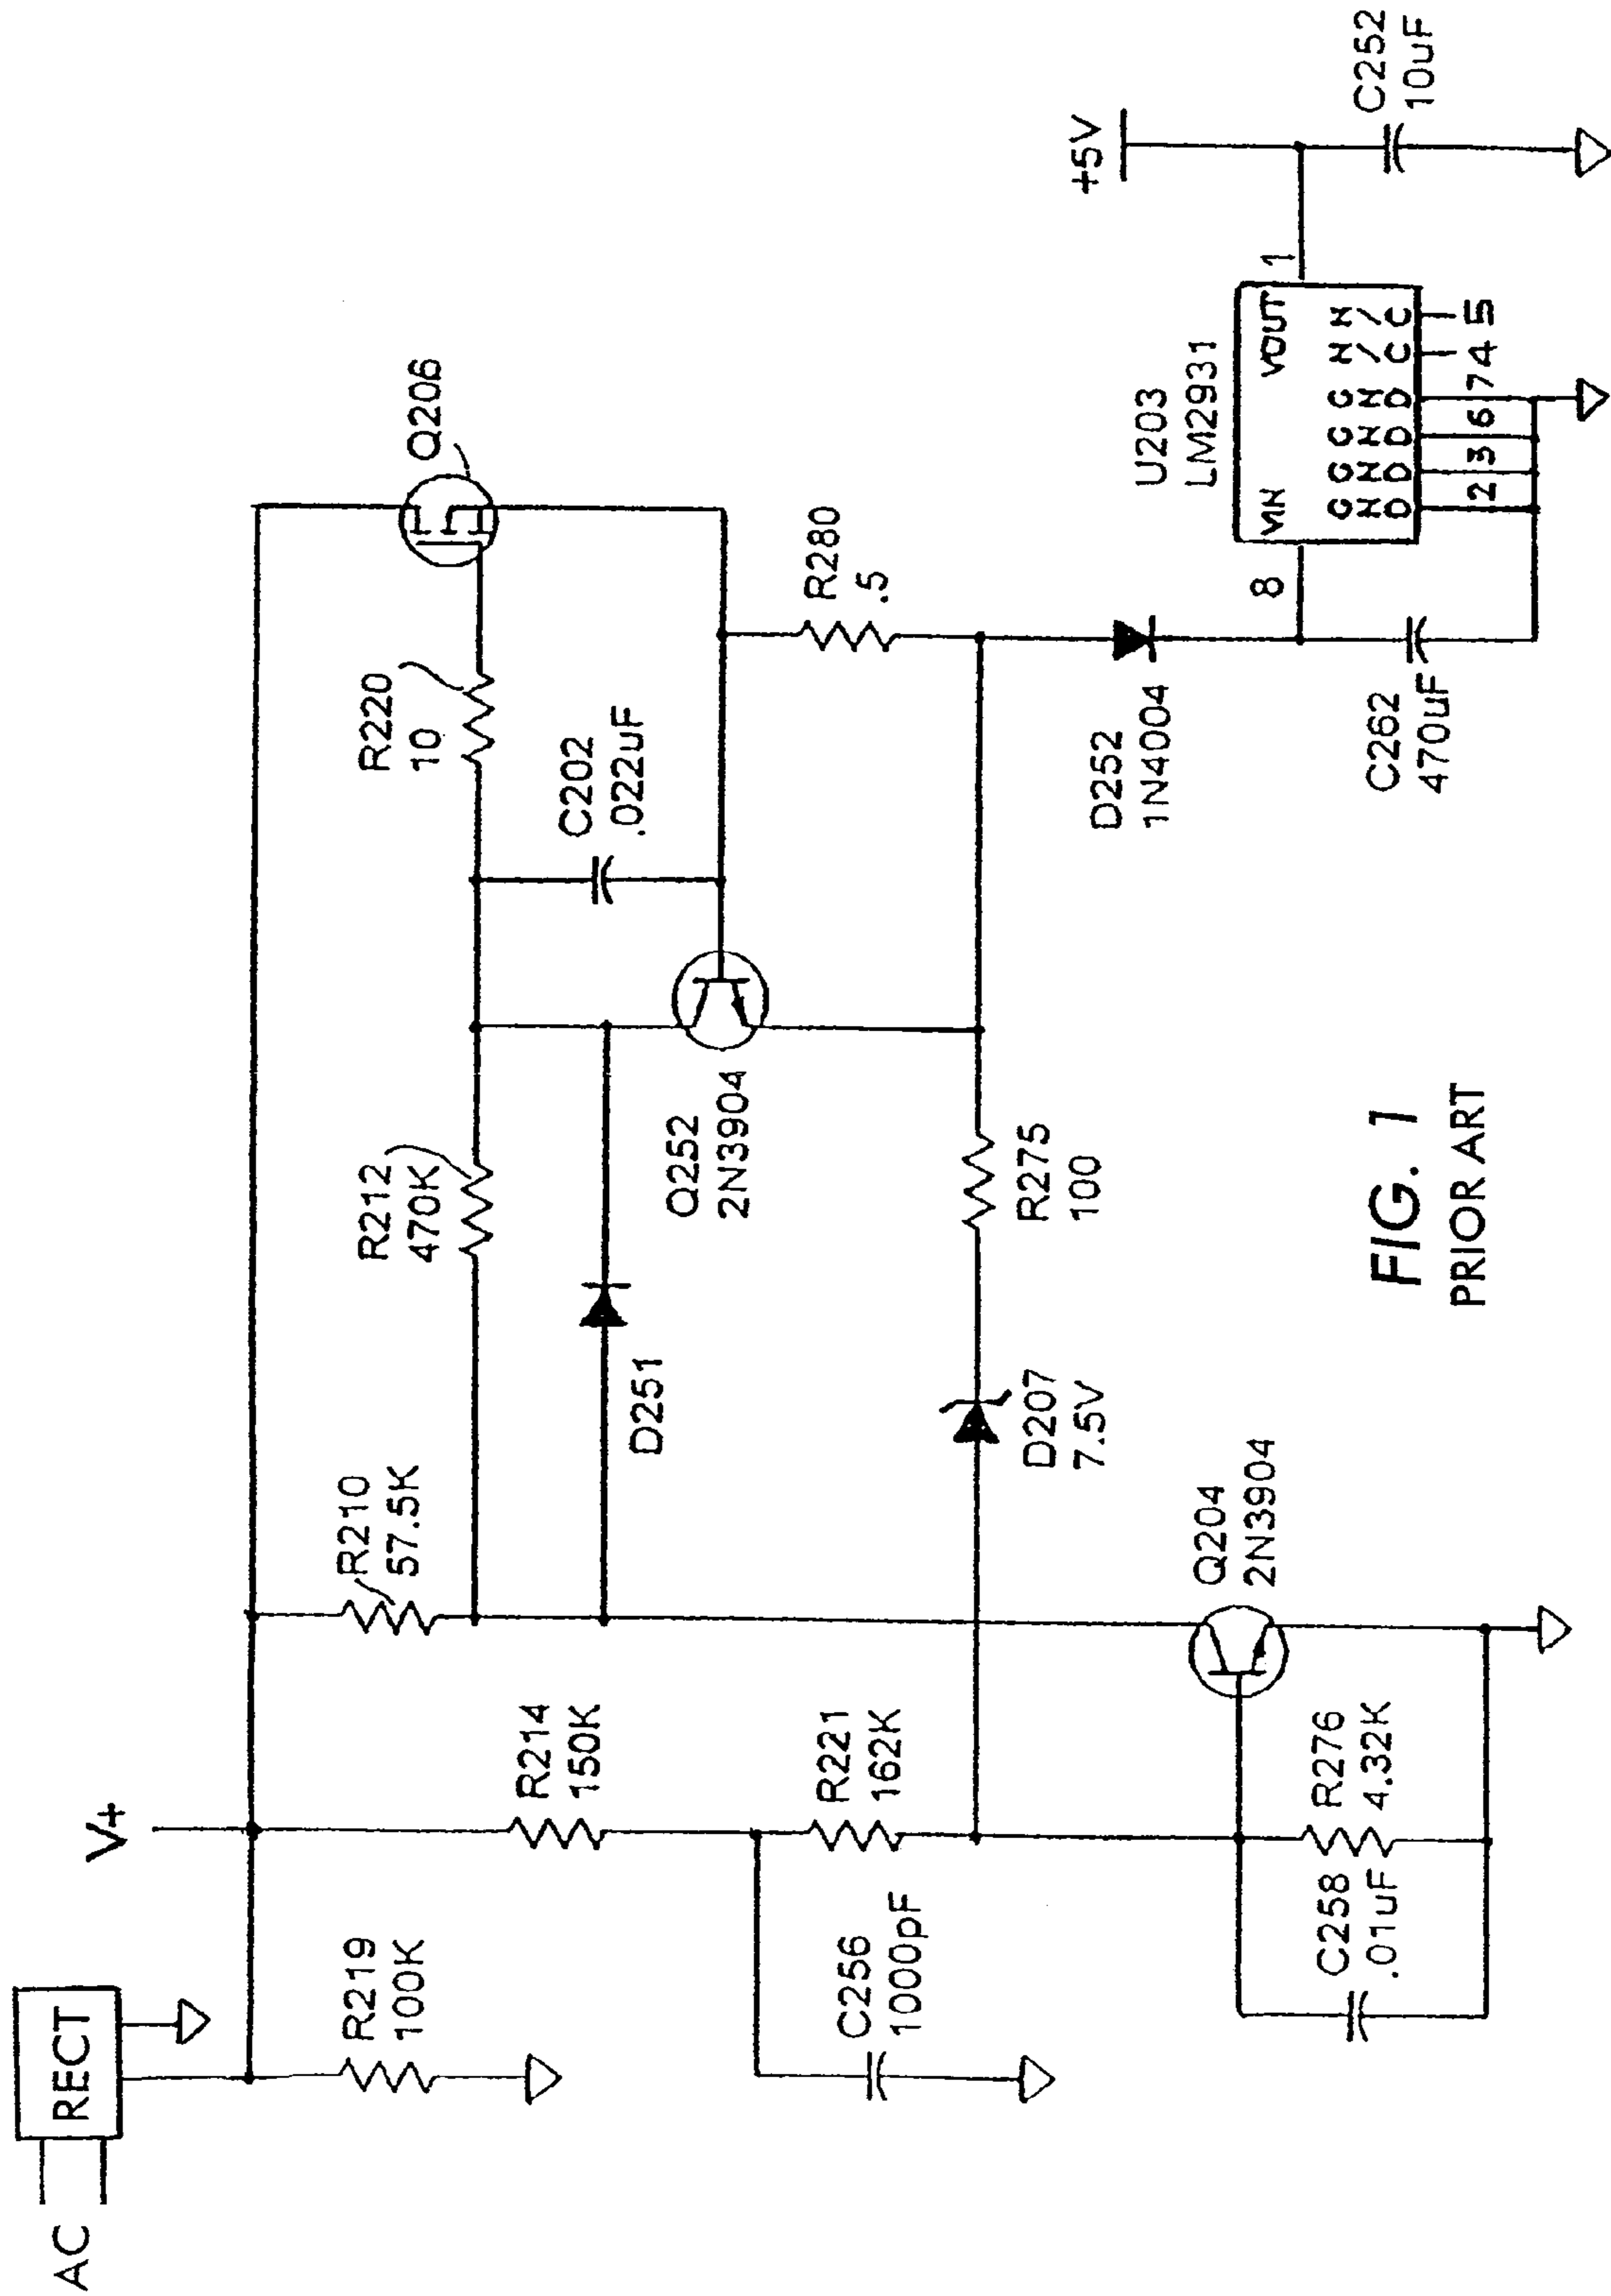 AC
RECT
V+
R219
100K
R214
150K
R210
57.5K
R212
470K
R220
10
Q206
C202
.022uF
D251
Q252
2N3904
R280
.5
C256
1000pF
R221
162K
D207
7.5V
R275
100
D252
1N4004
U203
LM2931
VIN
VOUT
GND
GND
GND
GND
N/C
N/C
8
1
2
3
6
7
4
5
+5V
C252
10uF
C262
470uF
Q204
2N3904
C258
.01uF
R276
4.32K
FIG. 1
PRIOR ART